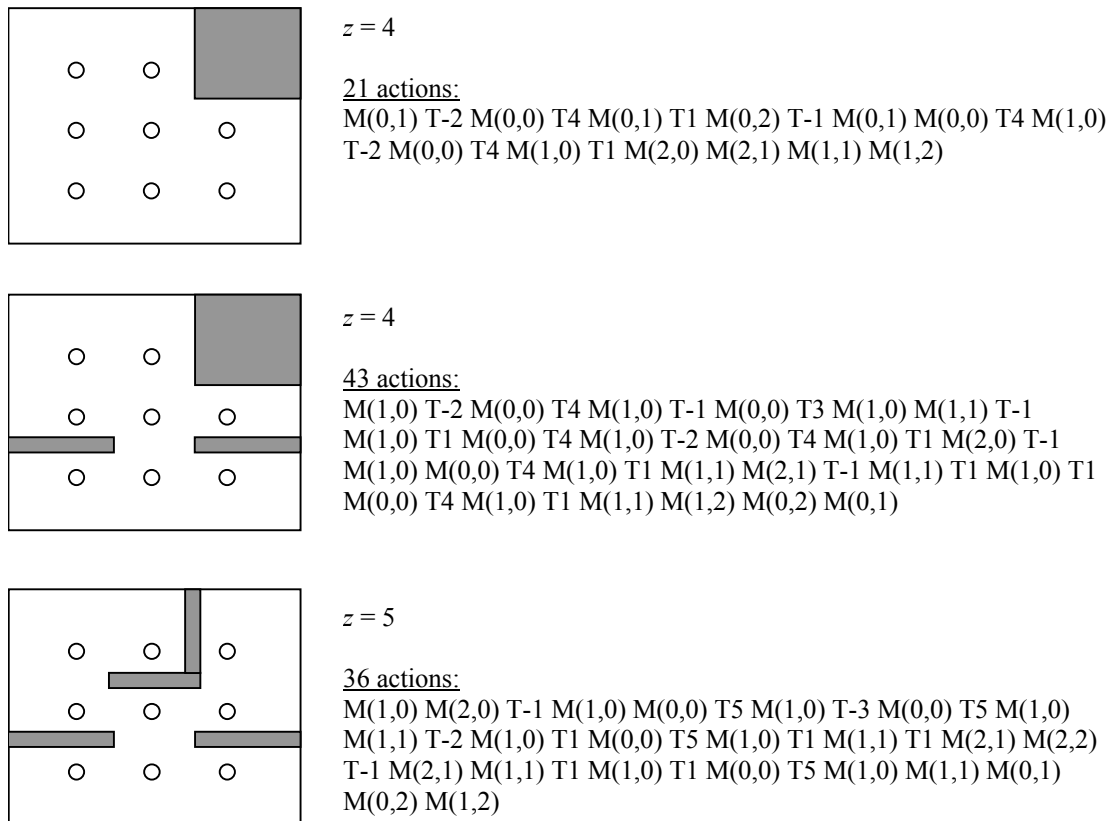 z = 4
21 actions:
M(0,1) T-2 M(0,0) T4 M(0,1) T1 M(0,2) T-1 M(0,1) M(0,0) T4 M(1,0)
T-2 M(0,0) T4 M(1,0) T1 M(2,0) M(2,1) M(1,1) M(1,2)
z = 4
43 actions:
M(1,0) T-2 M(0,0) T4 M(1,0) T-1 M(0,0) T3 M(1,0) M(1,1) T-1
M(1,0) T1 M(0,0) T4 M(1,0) T-2 M(0,0) T4 M(1,0) T1 M(2,0) T-1
M(1,0) M(0,0) T4 M(1,0) T1 M(1,1) M(2,1) T-1 M(1,1) T1 M(1,0) T1
M(0,0) T4 M(1,0) T1 M(1,1) M(1,2) M(0,2) M(0,1)
z = 5
36 actions:
M(1,0) M(2,0) T-1 M(1,0) M(0,0) T5 M(1,0) T-3 M(0,0) T5 M(1,0)
M(1,1) T-2 M(1,0) T1 M(0,0) T5 M(1,0) T1 M(1,1) T1 M(2,1) M(2,2)
T-1 M(2,1) M(1,1) T1 M(1,0) T1 M(0,0) T5 M(1,0) M(1,1) M(0,1)
M(0,2) M(1,2)